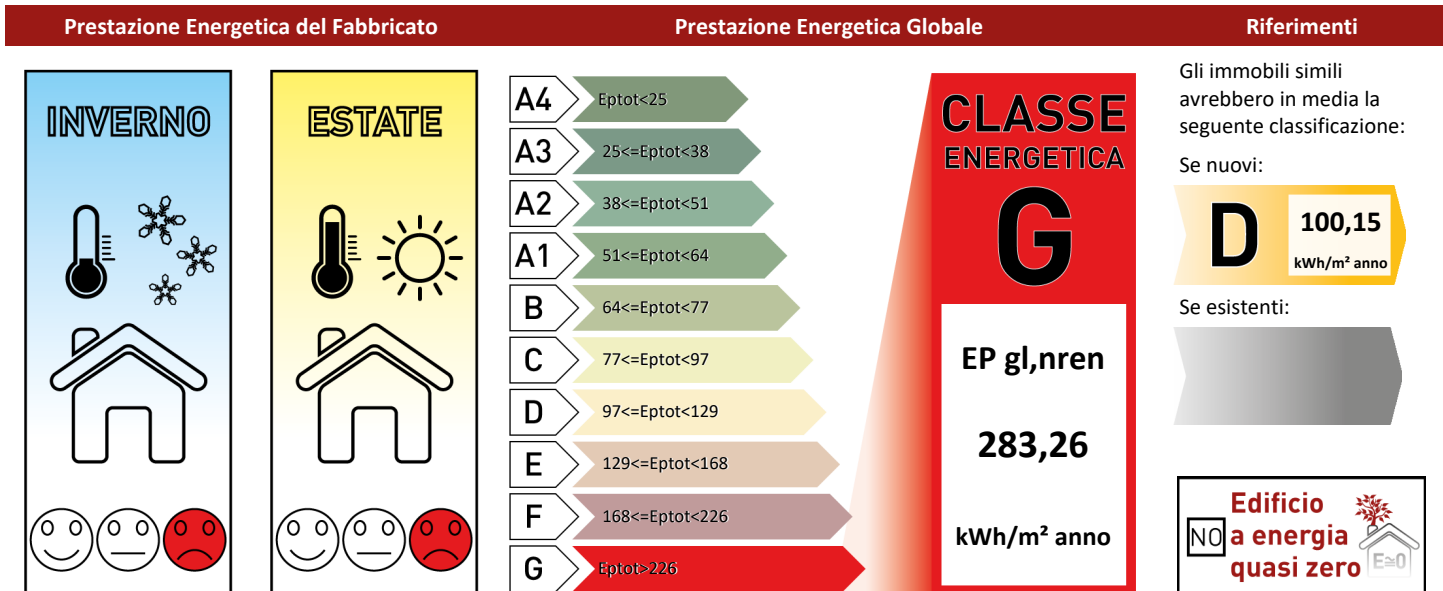 Prestazione Energetica del Fabbricato
Prestazione Energetica Globale
Riferimenti
INVERNO
ESTATE
A4 Eptot<25
A3 25<=Eptot<38
A2 38<=Eptot<51
A1 51<=Eptot<64
B 64<=Eptot<77
C 77<=Eptot<97
D 97<=Eptot<129
E 129<=Eptot<168
F 168<=Eptot<226
G Eptot>226
CLASSE
ENERGETICA
G
EP gl,nren
283,26
kWh/m² anno
Gli immobili simili
avrebbero in media la
seguente classificazione:
Se nuovi:
D 100,15
kWh/m² anno
Se esistenti:
Edificio
NO a energia
quasi zero
E≅0